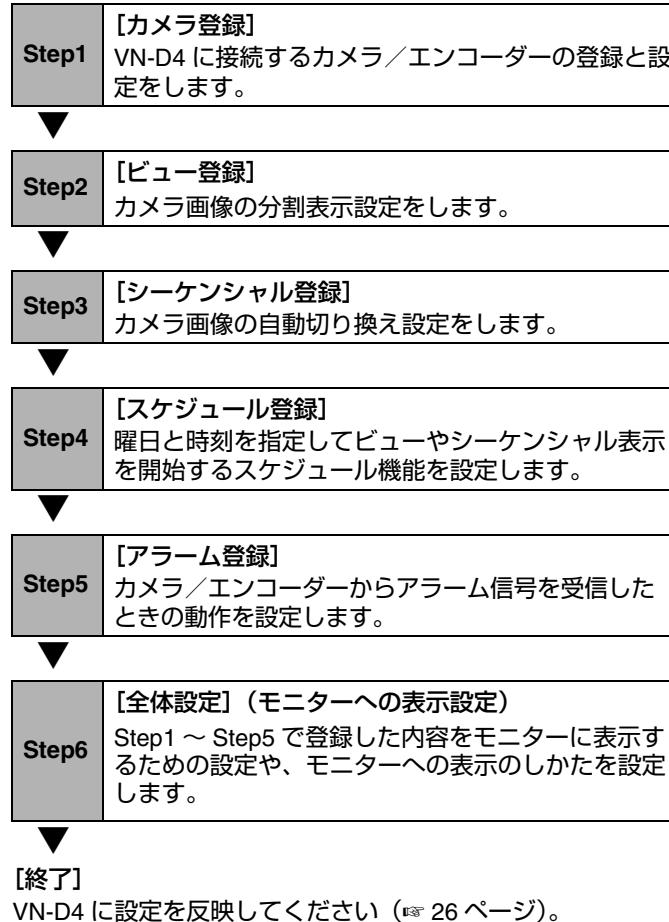 Step1
[カメラ登録]
VN-D4 に接続するカメラ／エンコーダーの登録と設
定をします。
▼
Step2
[ビュー登録]
カメラ画像の分割表示設定をします。
▼
Step3
[シーケンシャル登録]
カメラ画像の自動切り換え設定をします。
▼
Step4
[スケジュール登録]
曜日と時刻を指定してビューやシーケンシャル表示
を開始するスケジュール機能を設定します。
▼
Step5
[アラーム登録]
カメラ／エンコーダーからアラーム信号を受信した
ときの動作を設定します。
▼
Step6
[全体設定]（モニターへの表示設定）
Step1 〜 Step5 で登録した内容をモニターに表示す
るための設定や、モニターへの表示のしかたを設定
します。
▼
[終了]
VN-D4 に設定を反映してください（☞ 26 ページ）。